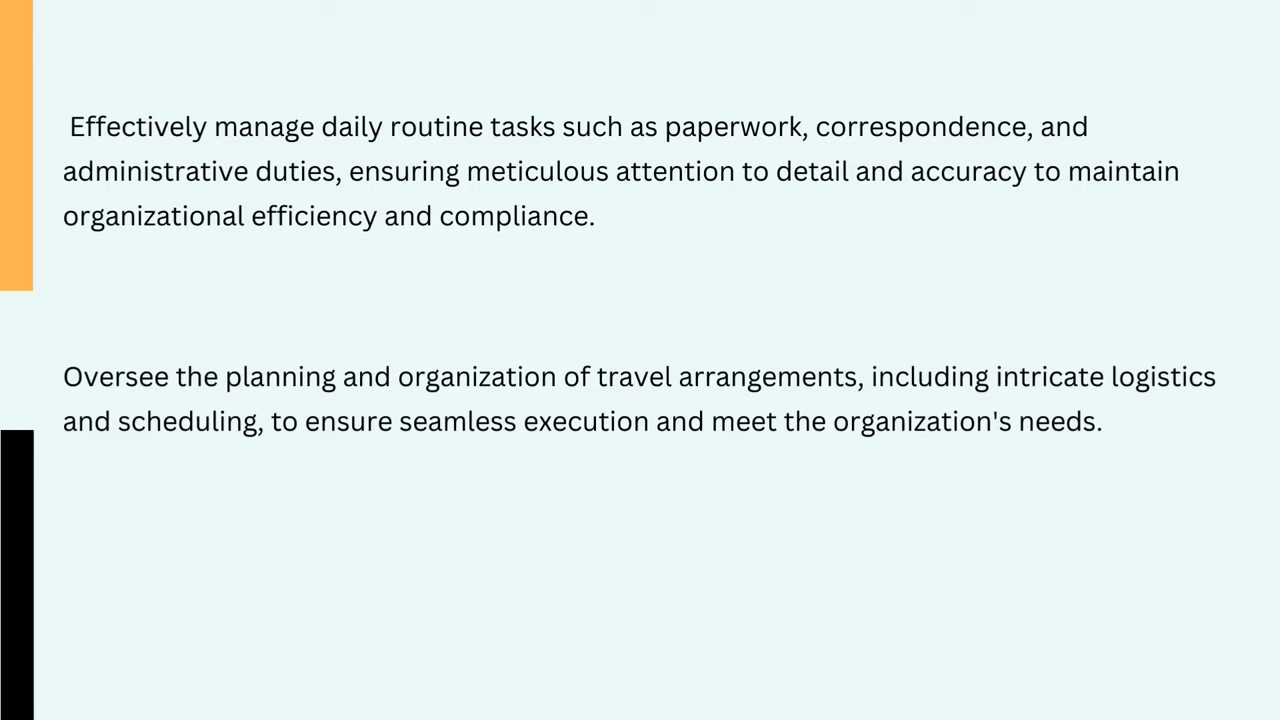 Effectively manage daily routine tasks such as paperwork, correspondence, and
administrative duties, ensuring meticulous attention to detail and accuracy to maintain
organizational efficiency and compliance.
Oversee the planning and organization of travel arrangements, including intricate logistics
and scheduling, to ensure seamless execution and meet the organization's needs.